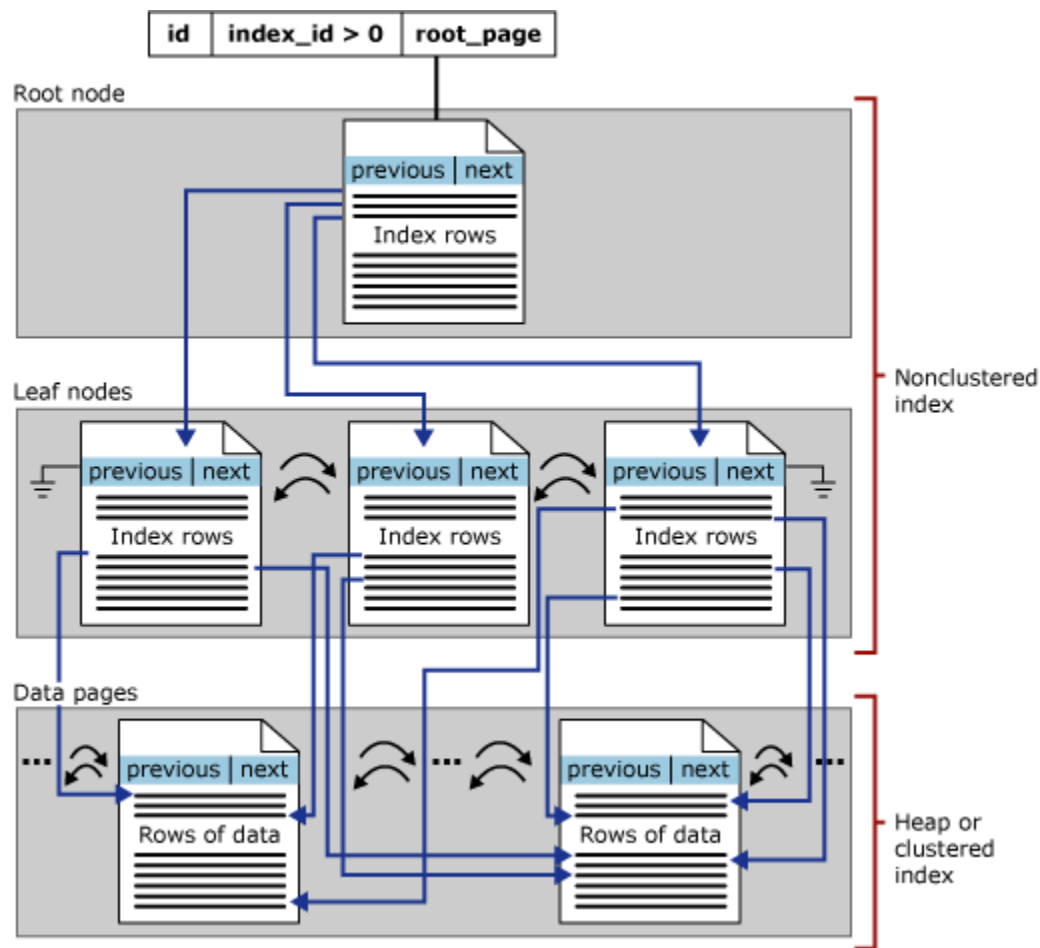 id index_id > 0 root_page
Root node
previous next
Index rows
Nonclustered
index
Leaf nodes
previous next previous next previous next
Index rows Index rows Index rows
Data pages
... ... ...
previous next previous next
Rows of data Rows of data
Heap or
clustered
index